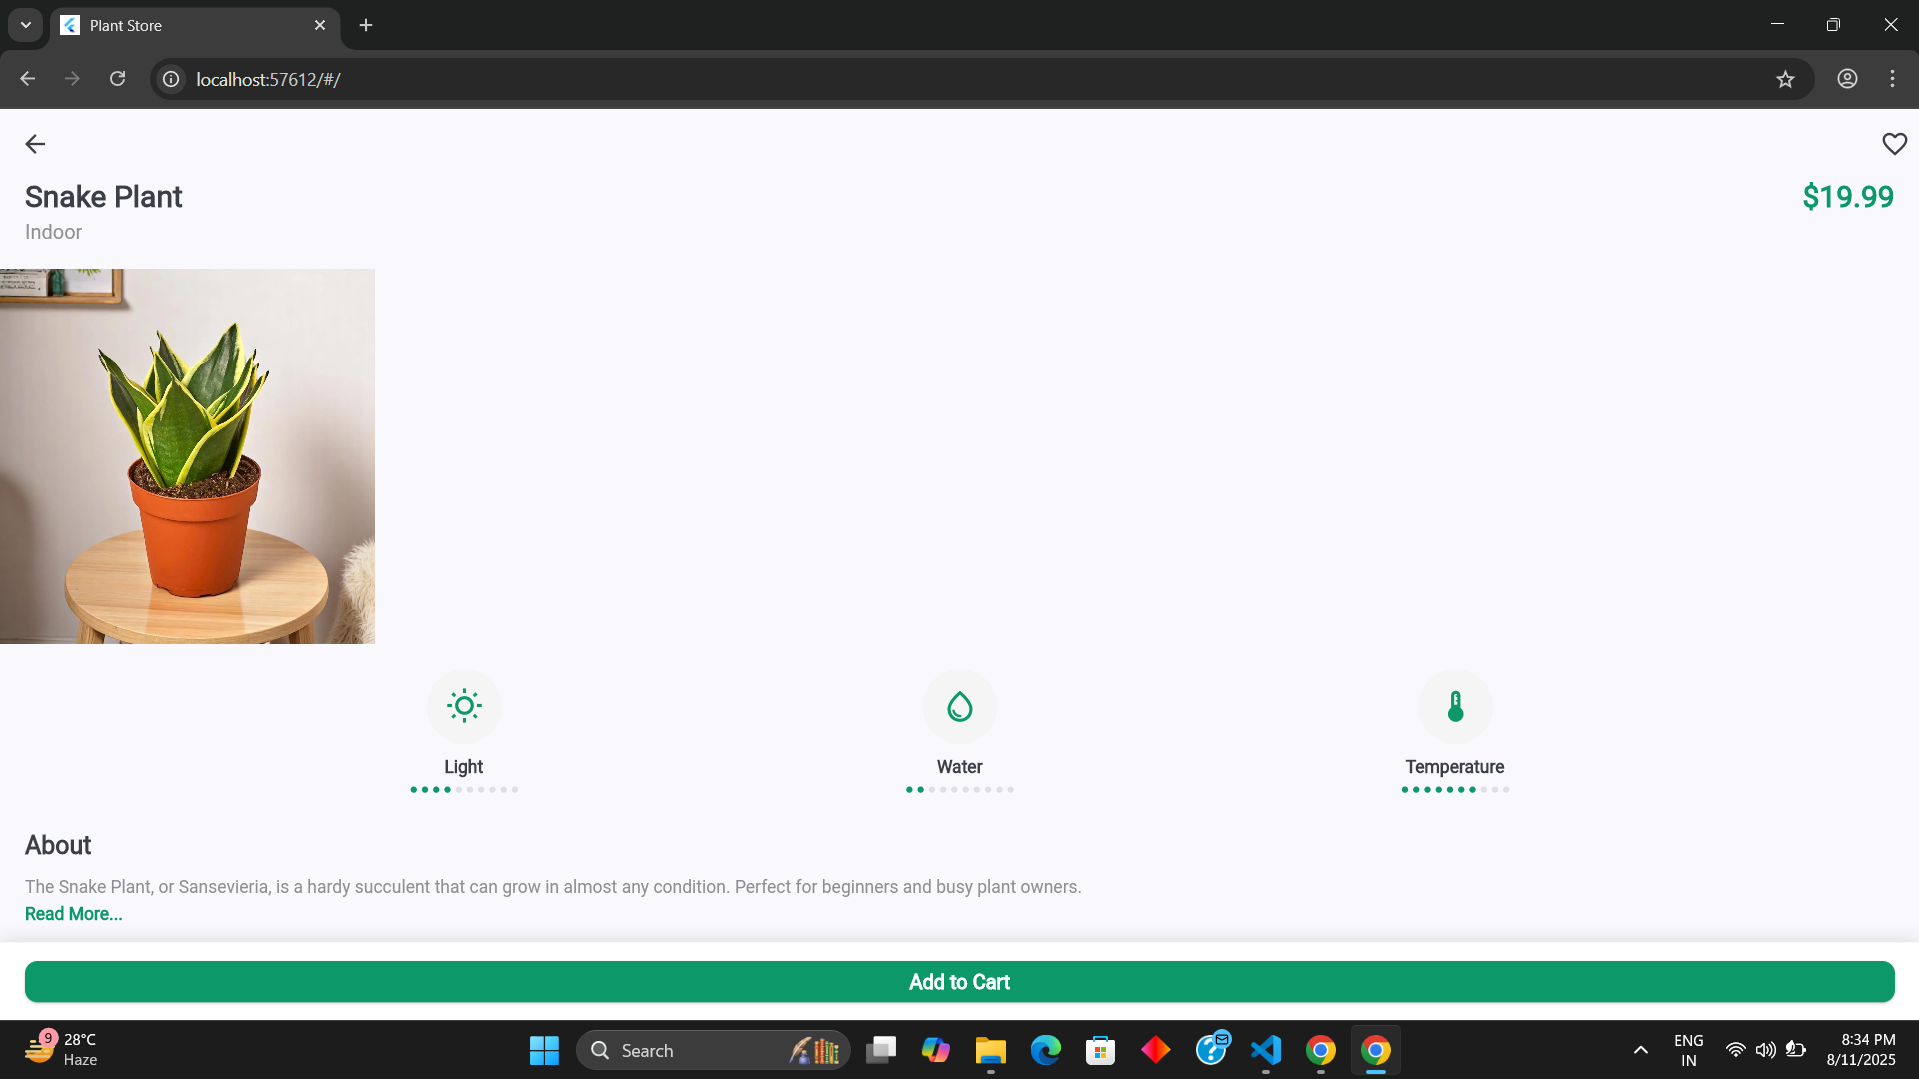 Plant Store
localhost:57612/#/
Snake Plant
$19.99
Indoor
Light
Water
Temperature
About
The Snake Plant, or Sansevieria, is a hardy succulent that can grow in almost any condition. Perfect for beginners and busy plant owners.
Read More...
Add to Cart
9
28°C
Haze
Search
ENG
IN
8:34 PM
8/11/2025